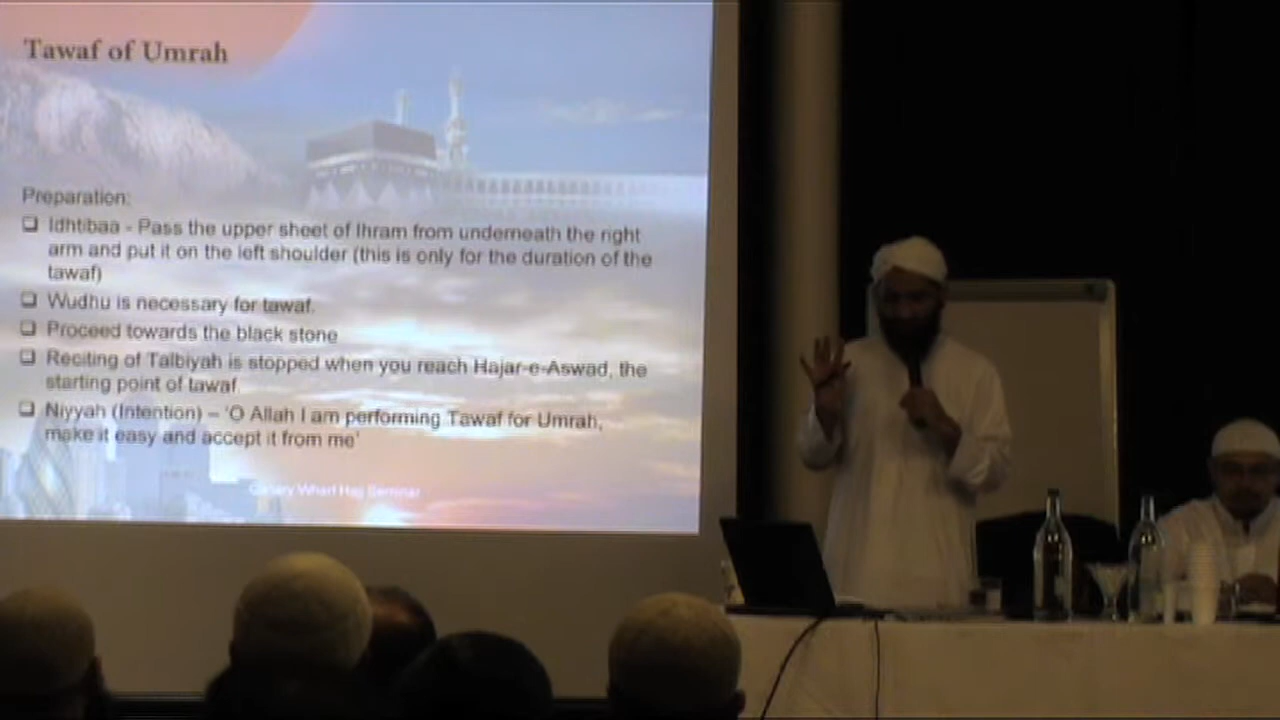 Tawaf of Umrah
Preparation:
❑ Idhtibaa - Pass the upper sheet of Ihram from underneath the right
arm and put it on the left shoulder (this is only for the duration of the
tawaf)
❑ Wudhu is necessary for tawaf.
❑ Proceed towards the black stone
❑ Reciting of Talbiyah is stopped when you reach Hajar-e-Aswad, the
starting point of tawaf.
❑ Niyyah (Intention) – 'O Allah I am performing Tawaf for Umrah,
make it easy and accept it from me'
Canary Wharf Hajj Seminar